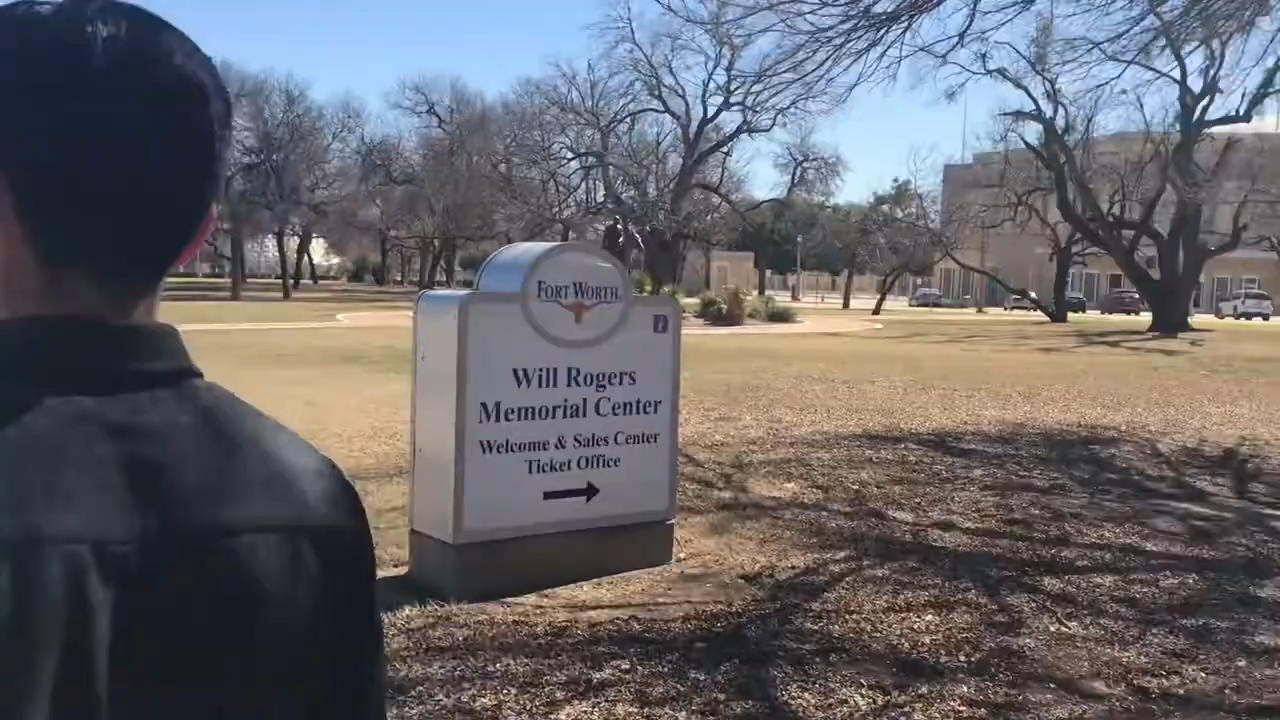 FORT WORTH
Will Rogers
Memorial Center
Welcome & Sales Center
Ticket Office